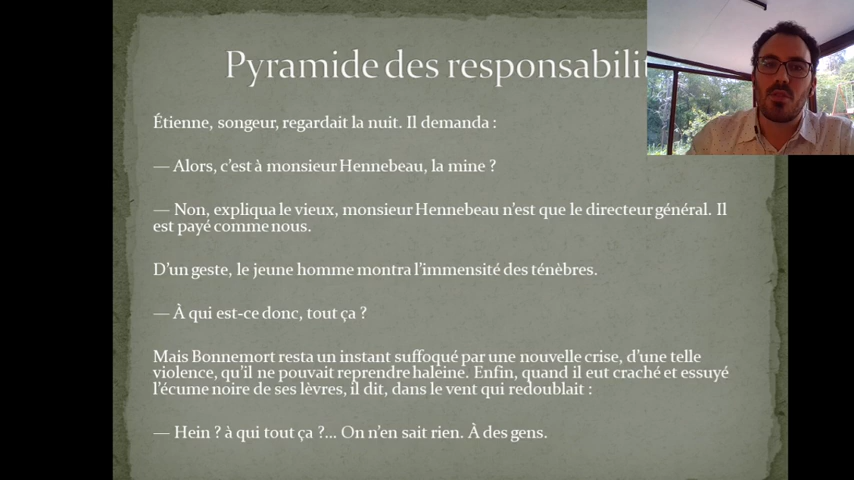 Pyramide des responsabilit
Étienne, songeur, regardait la nuit. Il demanda :
— Alors, c’est à monsieur Hennebeau, la mine ?
— Non, expliqua le vieux, monsieur Hennebeau n’est que le directeur général. Il
est payé comme nous.
D’un geste, le jeune homme montra l’immensité des ténèbres.
— À qui est-ce donc, tout ça ?
Mais Bonnemort resta un instant suffoqué par une nouvelle crise, d’une telle
violence, qu’il ne pouvait reprendre haleine. Enfin, quand il eut craché et essuyé
l’écume noire de ses lèvres, il dit, dans le vent qui redoublait :
— Hein ? à qui tout ça ?... On n’en sait rien. À des gens.